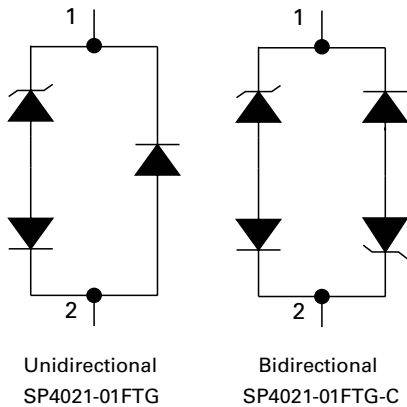 1
1
2
2
Unidirectional
SP4021-01FTG
Bidirectional
SP4021-01FTG-C